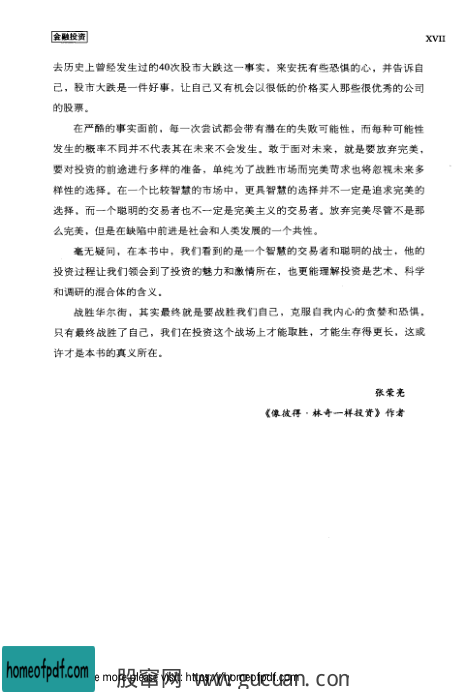 金融投资
XVII
去历史上曾经发生过的40次股市大跌这一事实，来安抚有些恐惧的心，并告诉自
己，股市大跌是一件好事，让自己又有机会以很低的价格买入那些很优秀的公司
的股票。
在严酷的事实面前，每一次尝试都会带有潜在的失败可能性，而每种可能性
发生的概率不同并不代表其在未来不会发生。敢于面对未来，就是要放弃完美，
要对投资的前途进行多样的准备，单纯为了战胜市场而完美苛求也将忽视未来多
样性的选择。在一个比较智慧的市场中，更具智慧的选择并不一定是追求完美的
选择，而一个聪明的交易者也不一定是完美主义的交易者。放弃完美尽管不是那
么完美，但是在缺陷中前进是社会和人类发展的一个共性。
毫无疑问，在本书中，我们看到的是一个智慧的交易者和聪明的战士，他的
投资过程让我们领会到了投资的魅力和激情所在，也更能理解投资是艺术、科学
和调研的混合体的含义。
战胜华尔街，其实最终就是要战胜我们自己，克服自我内心的贪婪和恐惧。
只有最终战胜了自己，我们在投资这个战场上才能取胜，才能生存得更长，这或
许才是本书的真义所在。
张荣亮
《像彼得·林奇一样投资》作者
homeofpdf.com
e more please visit: https://homeofpdf.com
股窜网 www.gucuan.com